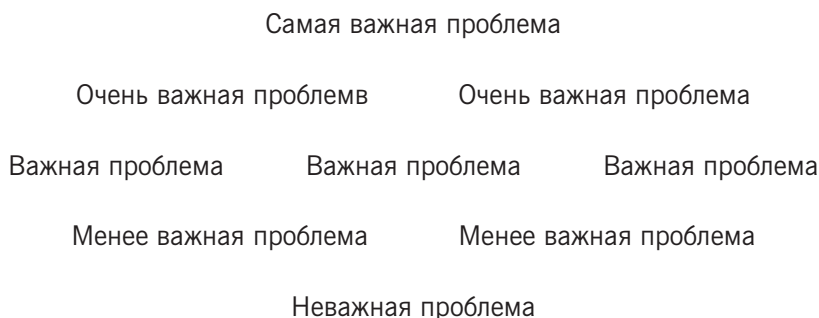 Самая важная проблема
Очень важная проблемв Очень важная проблема
Важная проблема Важная проблема Важная проблема
Менее важная проблема Менее важная проблема
Неважная проблема